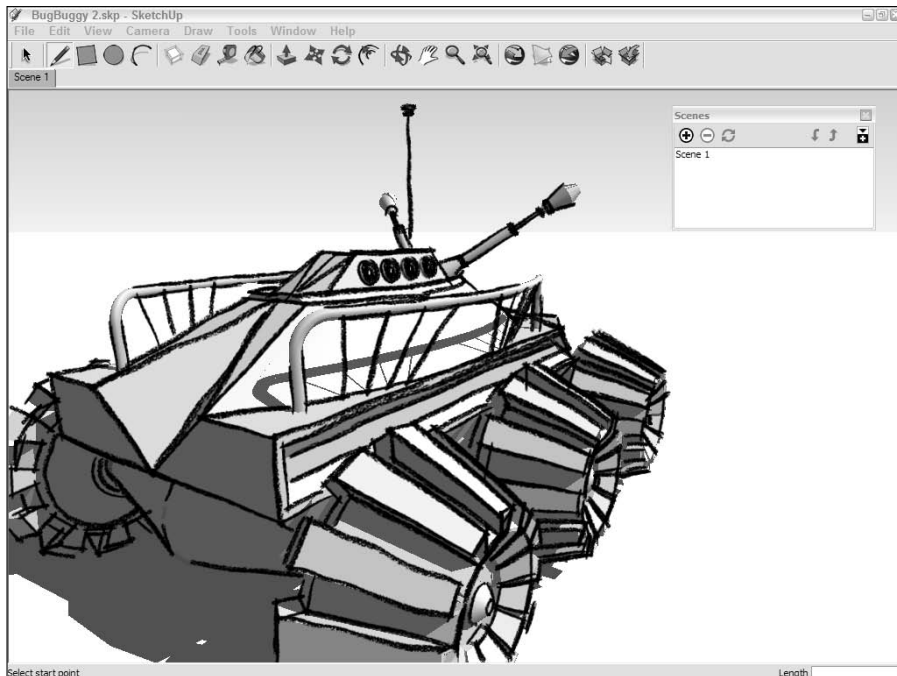 BugBuggy 2.skp - SketchUp
File Edit View Camera Draw Tools Window Help
Scene 1
Scenes
Scene 1
Select start point
Length